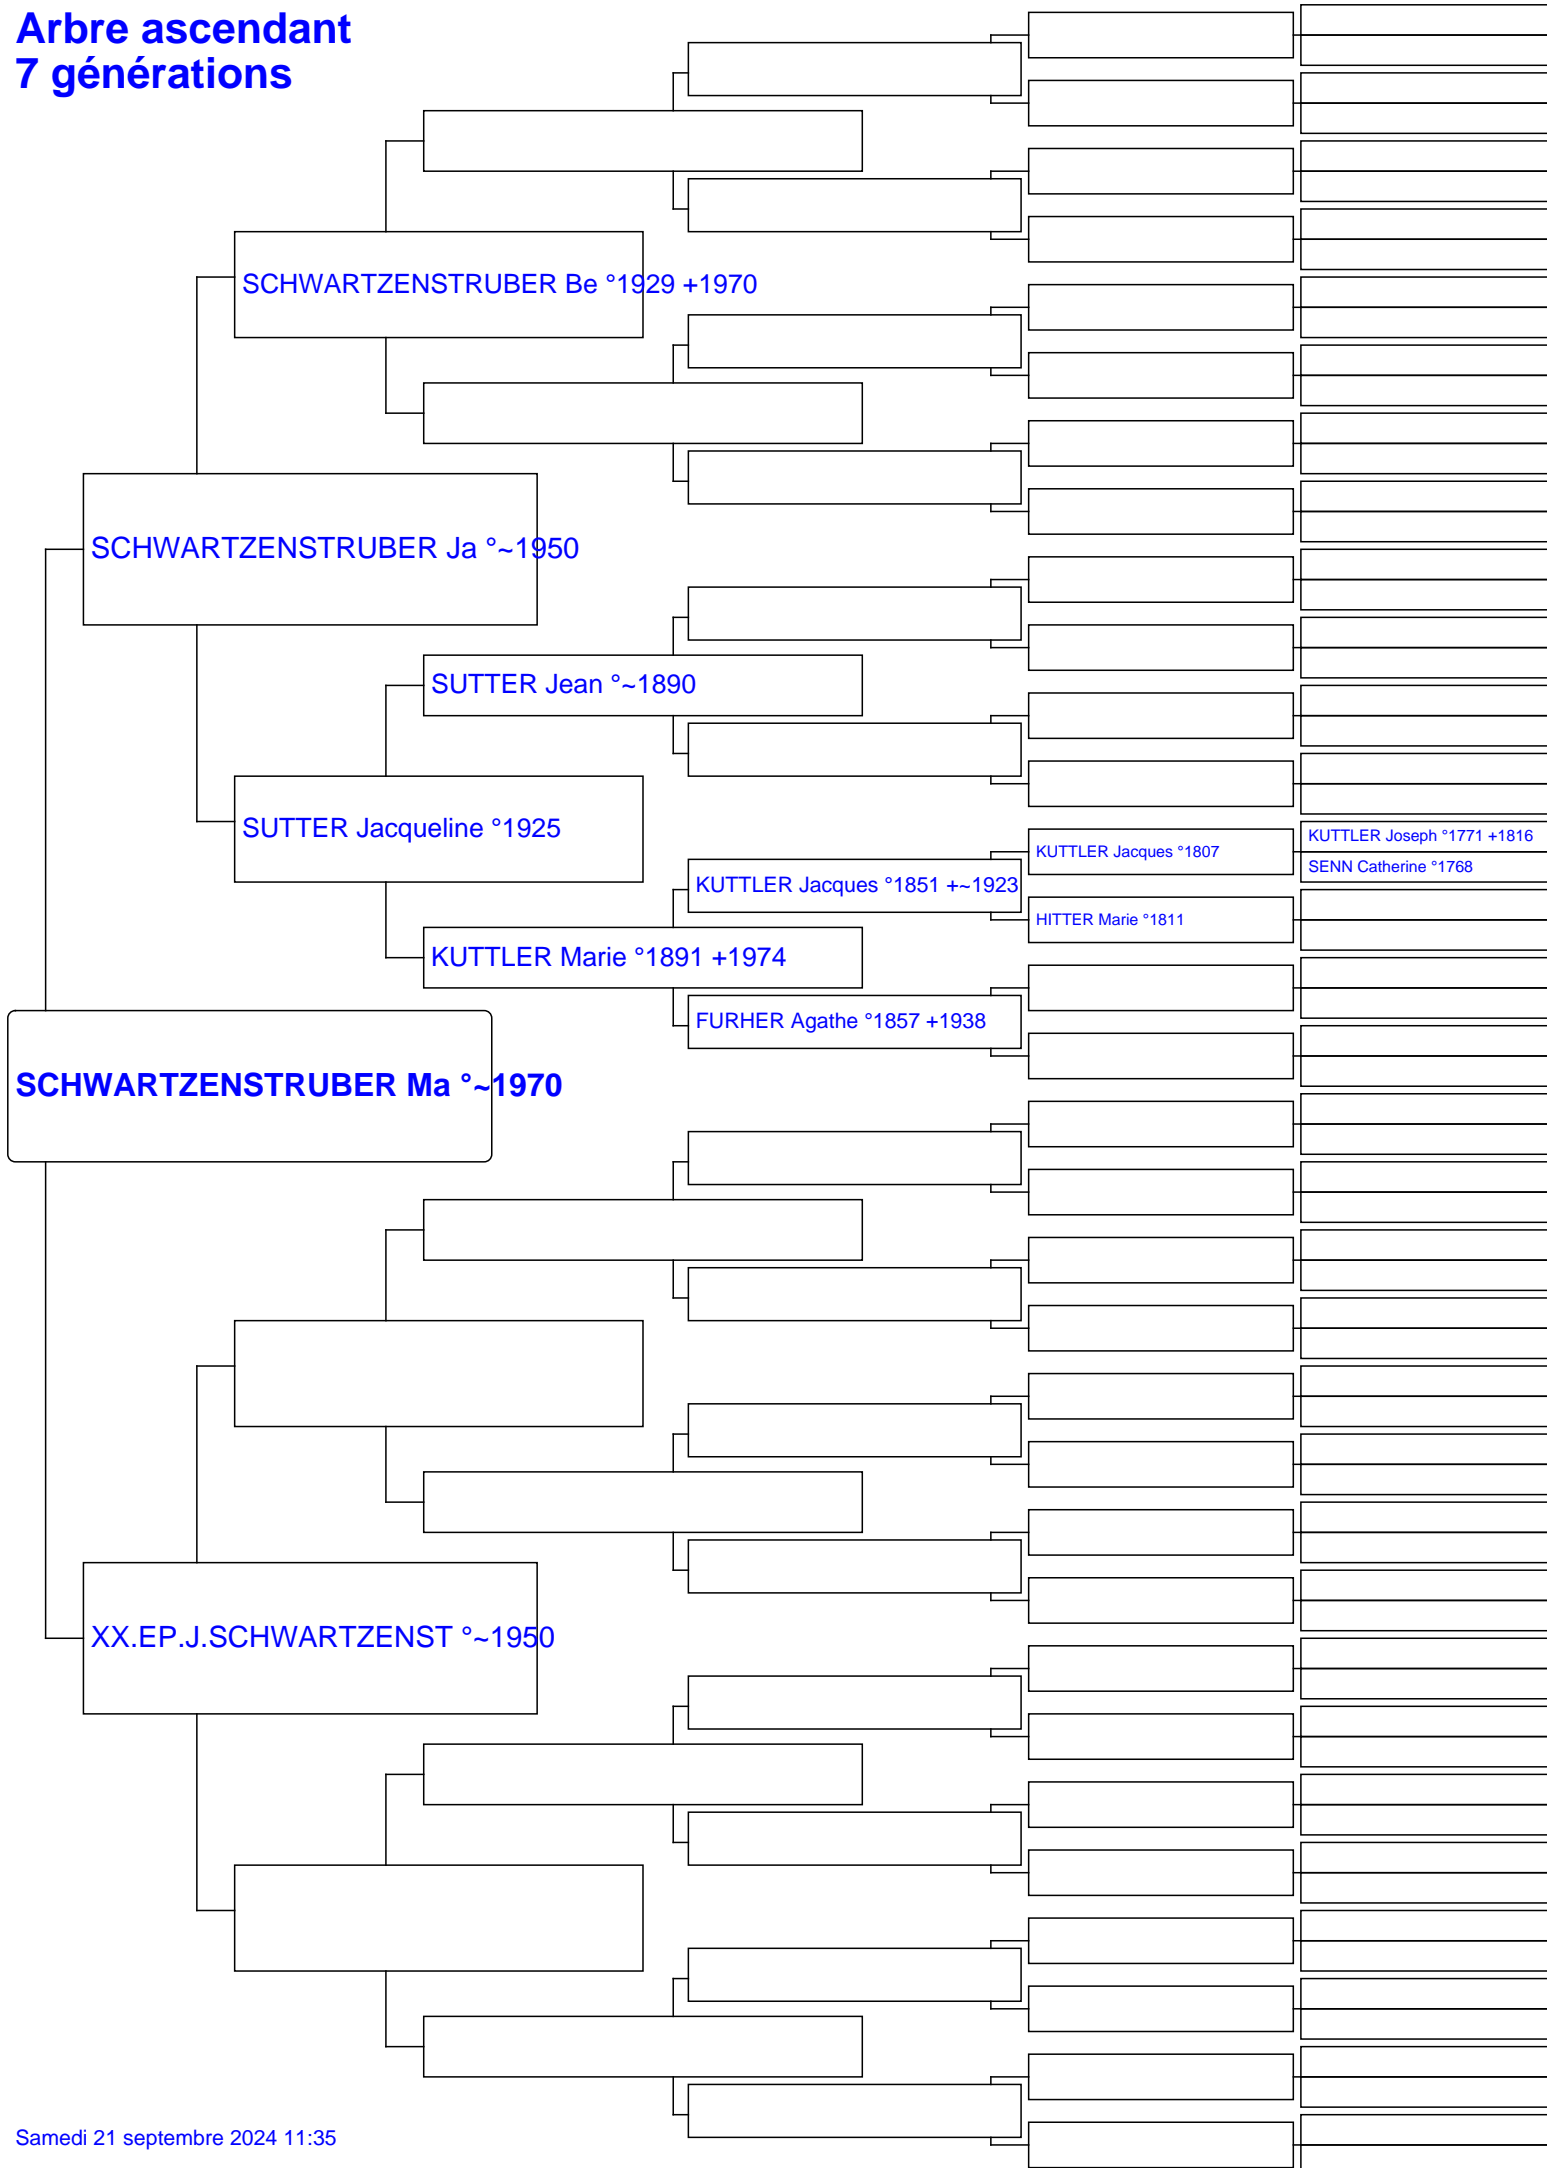 Arbre ascendant
7 générations
SCHWARTZENSTRUBER Be °1929 +1970
SCHWARTZENSTRUBER Ja °~1950
SUTTER Jean °~1890
SUTTER Jacqueline °1925
KUTTLER Joseph °1771 +1816
KUTTLER Jacques °1807
SENN Catherine °1768
KUTTLER Jacques °1851 +~1923
HITTER Marie °1811
KUTTLER Marie °1891 +1974
FURHER Agathe °1857 +1938
SCHWARTZENSTRUBER Ma °~1970
XX.EP.J.SCHWARTZENST °~1950
Samedi 21 septembre 2024 11:35